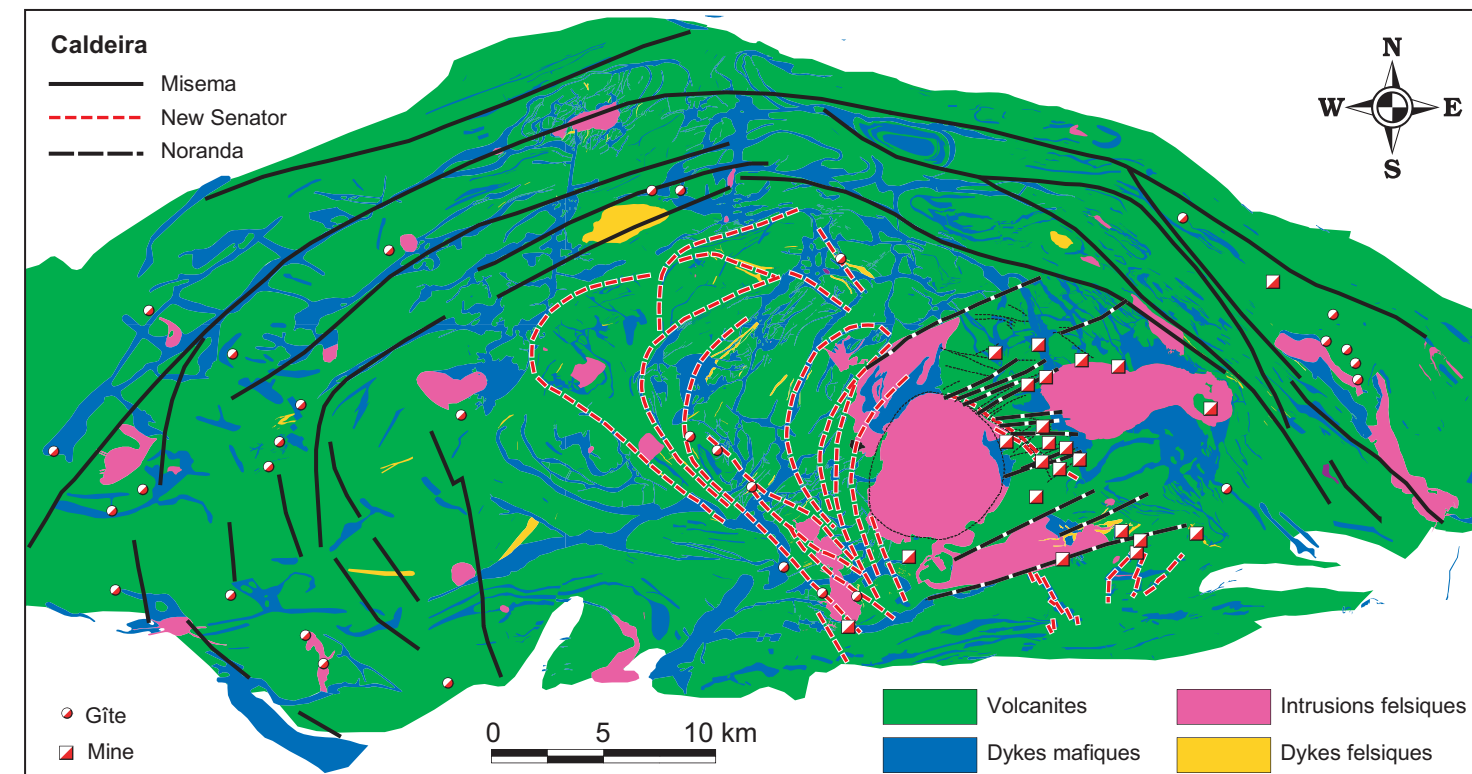 Caldeira
Misema
New Senator
Noranda
N
W E
S
Gîte
Mine
0 5 10 km
Volcanites
Intrusions felsiques
Dykes mafiques
Dykes felsiques